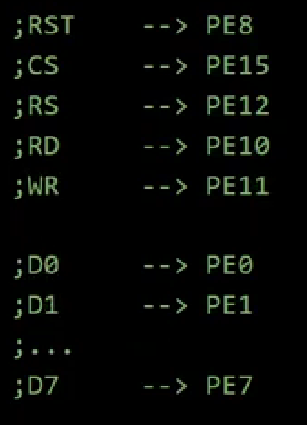 ;RST --> PE8
;CS --> PE15
;RS --> PE12
;RD --> PE10
;WR --> PE11
;D0 --> PE0
;D1 --> PE1
;...
;D7 --> PE7